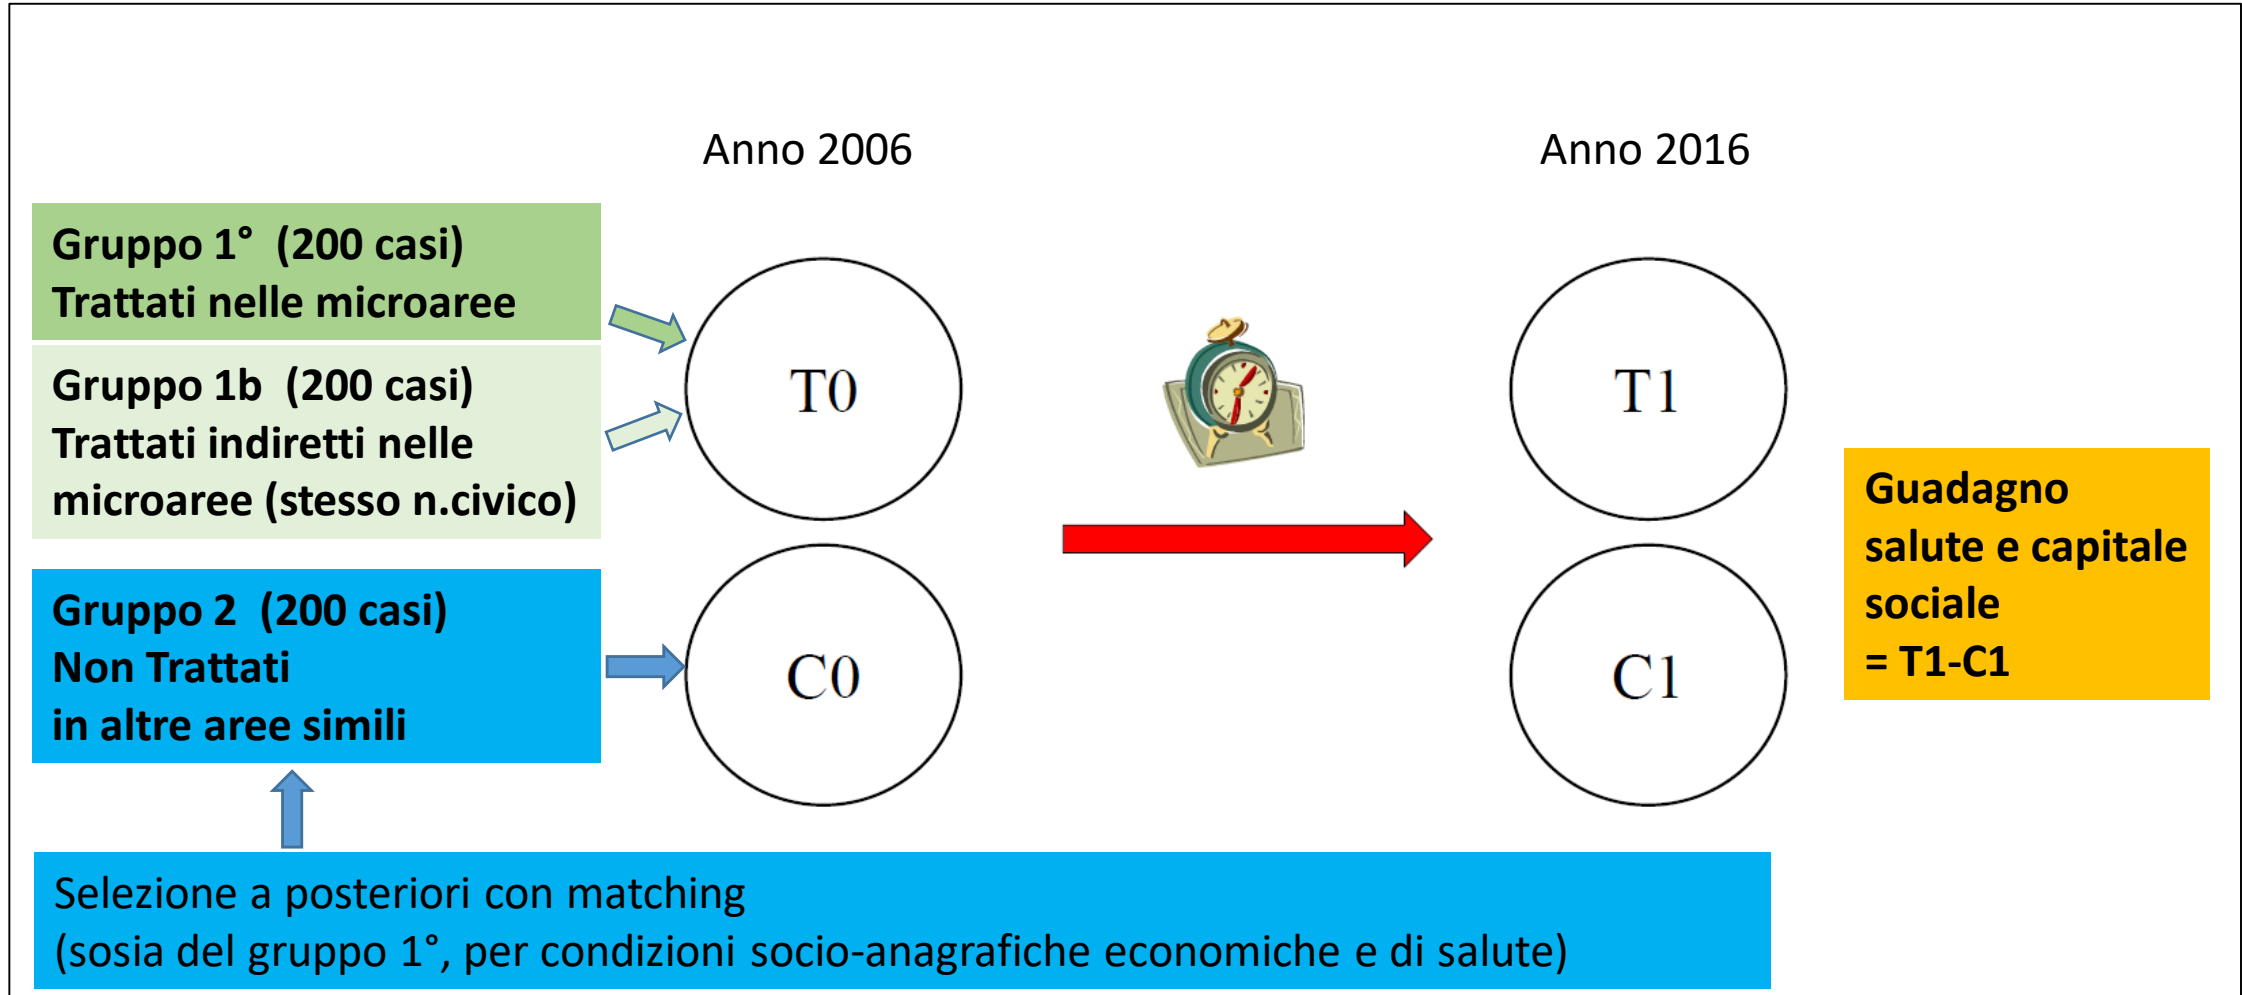 Anno 2006
Anno 2016
Gruppo 1° (200 casi)
Trattati nelle microaree
Gruppo 1b (200 casi)
Trattati indiretti nelle
microaree (stesso n.civico)
Gruppo 2 (200 casi)
Non Trattati
in altre aree simili
T0
T1
C0
C1
Guadagno
salute e capitale
sociale
= T1-C1
Selezione a posteriori con matching
(sosia del gruppo 1°, per condizioni socio-anagrafiche economiche e di salute)